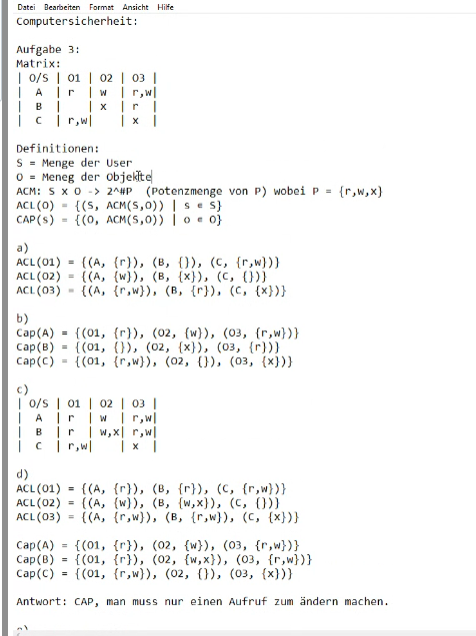 Datei Bearbeiten Format Ansicht Hilfe
Computersicherheit:
Aufgabe 3:
Matrix:
| O/S | O1 | O2 | O3 |
| A | r | w | r,w|
| B | | x | r |
| C | r,w| | x |
Definitionen:
S = Menge der User
O = Meneg der Objekte
ACM: S x O -> 2^#P (Potenzmenge von P) wobei P = {r,w,x}
ACL(O) = {(S, ACM(S,O)) | s ∈ S}
CAP(s) = {(O, ACM(S,O)) | o ∈ O}
a)
ACL(O1) = {(A, {r}), (B, {}), (C, {r,w})}
ACL(O2) = {(A, {w}), (B, {x}), (C, {})}
ACL(O3) = {(A, {r,w}), (B, {r}), (C, {x})}
b)
Cap(A) = {(O1, {r}), (O2, {w}), (O3, {r,w})}
Cap(B) = {(O1, {}), (O2, {x}), (O3, {r})}
Cap(C) = {(O1, {r,w}), (O2, {}), (O3, {x})}
c)
| O/S | O1 | O2 | O3 |
| A | r | w | r,w|
| B | r | w,x| r,w|
| C | r,w| | x |
d)
ACL(O1) = {(A, {r}), (B, {r}), (C, {r,w})}
ACL(O2) = {(A, {w}), (B, {w,x}), (C, {})}
ACL(O3) = {(A, {r,w}), (B, {r,w}), (C, {x})}
Cap(A) = {(O1, {r}), (O2, {w}), (O3, {r,w})}
Cap(B) = {(O1, {r}), (O2, {w,x}), (O3, {r,w})}
Cap(C) = {(O1, {r,w}), (O2, {}), (O3, {x})}
Antwort: CAP, man muss nur einen Aufruf zum ändern machen.